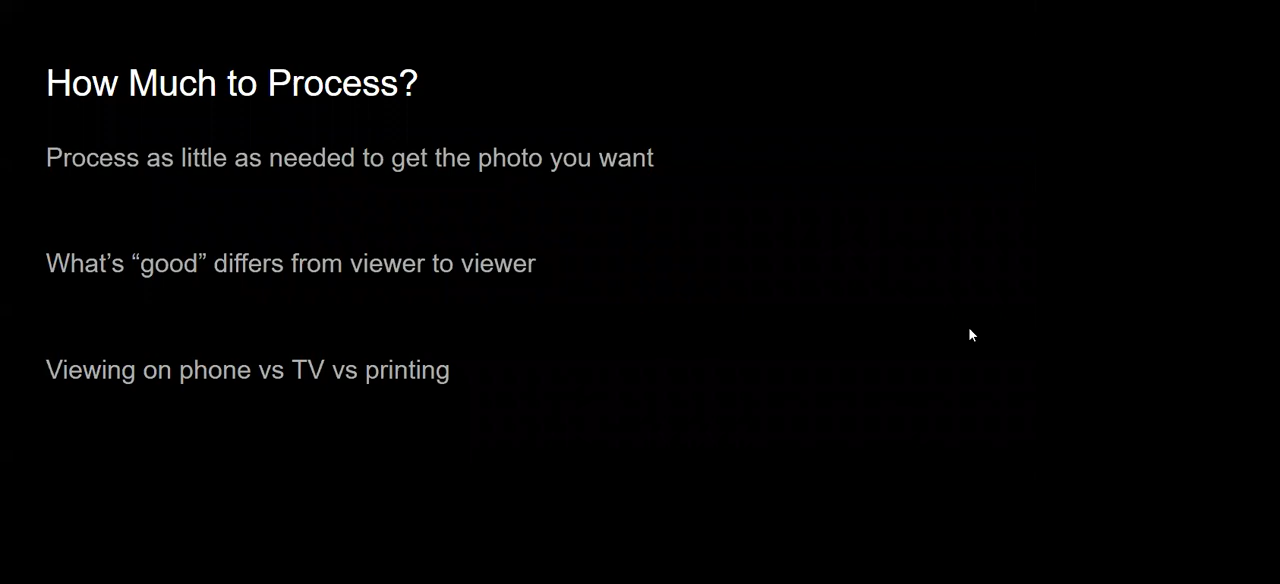 How Much to Process?
Process as little as needed to get the photo you want
What’s “good” differs from viewer to viewer
Viewing on phone vs TV vs printing